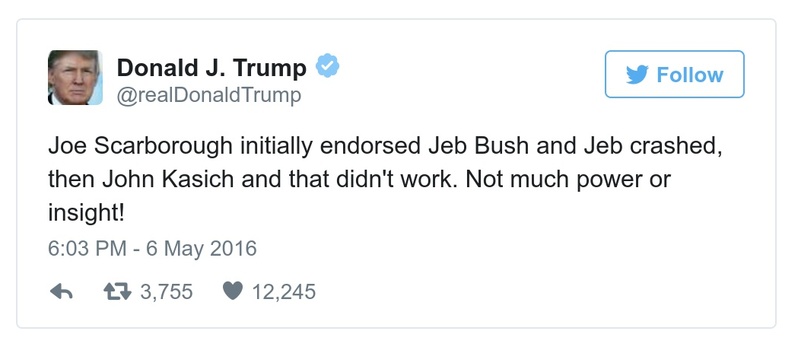 Donald J. Trump
@realDonaldTrump
Follow
Joe Scarborough initially endorsed Jeb Bush and Jeb crashed,
then John Kasich and that didn't work. Not much power or
insight!
6:03 PM - 6 May 2016
3,755 12,245